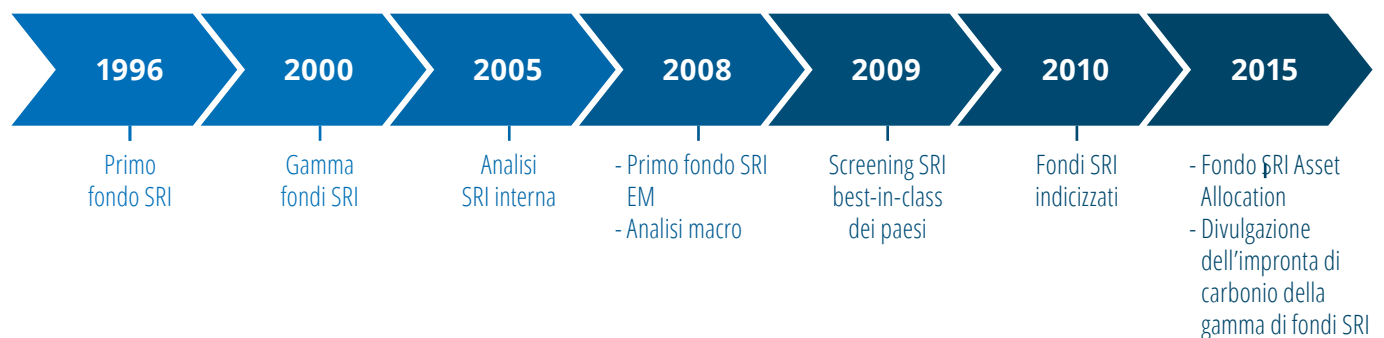 1996
Primo
fondo SRI
2000
Gamma
fondi SRI
2005
Analisi
SRI interna
2008
- Primo fondo SRI
EM
- Analisi macro
2009
Screening SRI
best-in-class
dei paesi
2010
Fondi SRI
indicizzati
2015
- Fondo SRI Asset
Allocation
- Divulgazione
dell’impronta di
carbonio della
gamma di fondi SRI